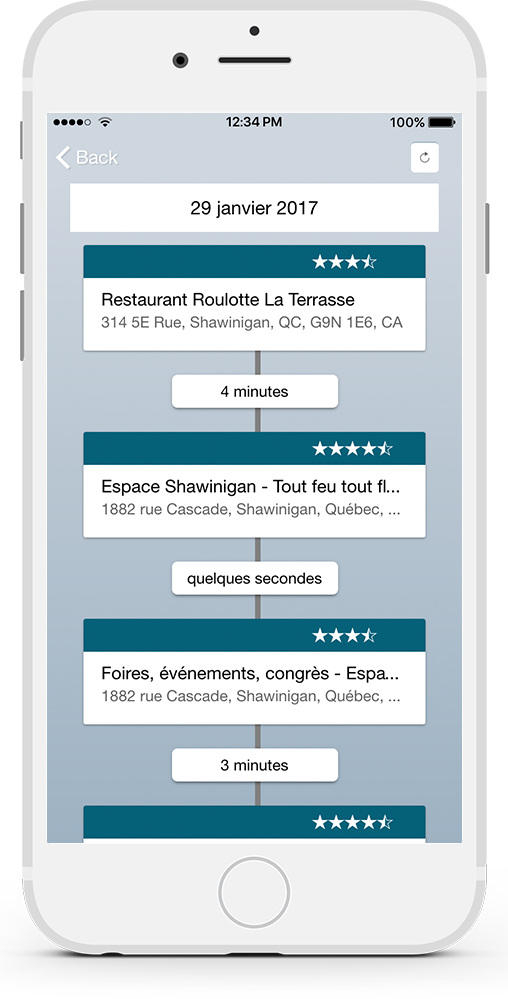 12:34 PM 100%
Back
29 janvier 2017
Restaurant Roulotte La Terrasse
314 5E Rue, Shawinigan, QC, G9N 1E6, CA
4 minutes
Espace Shawinigan - Tout feu tout fl...
1882 rue Cascade, Shawinigan, Québec, ...
quelques secondes
Foires, événements, congrès - Espa...
1882 rue Cascade, Shawinigan, Québec, ...
3 minutes